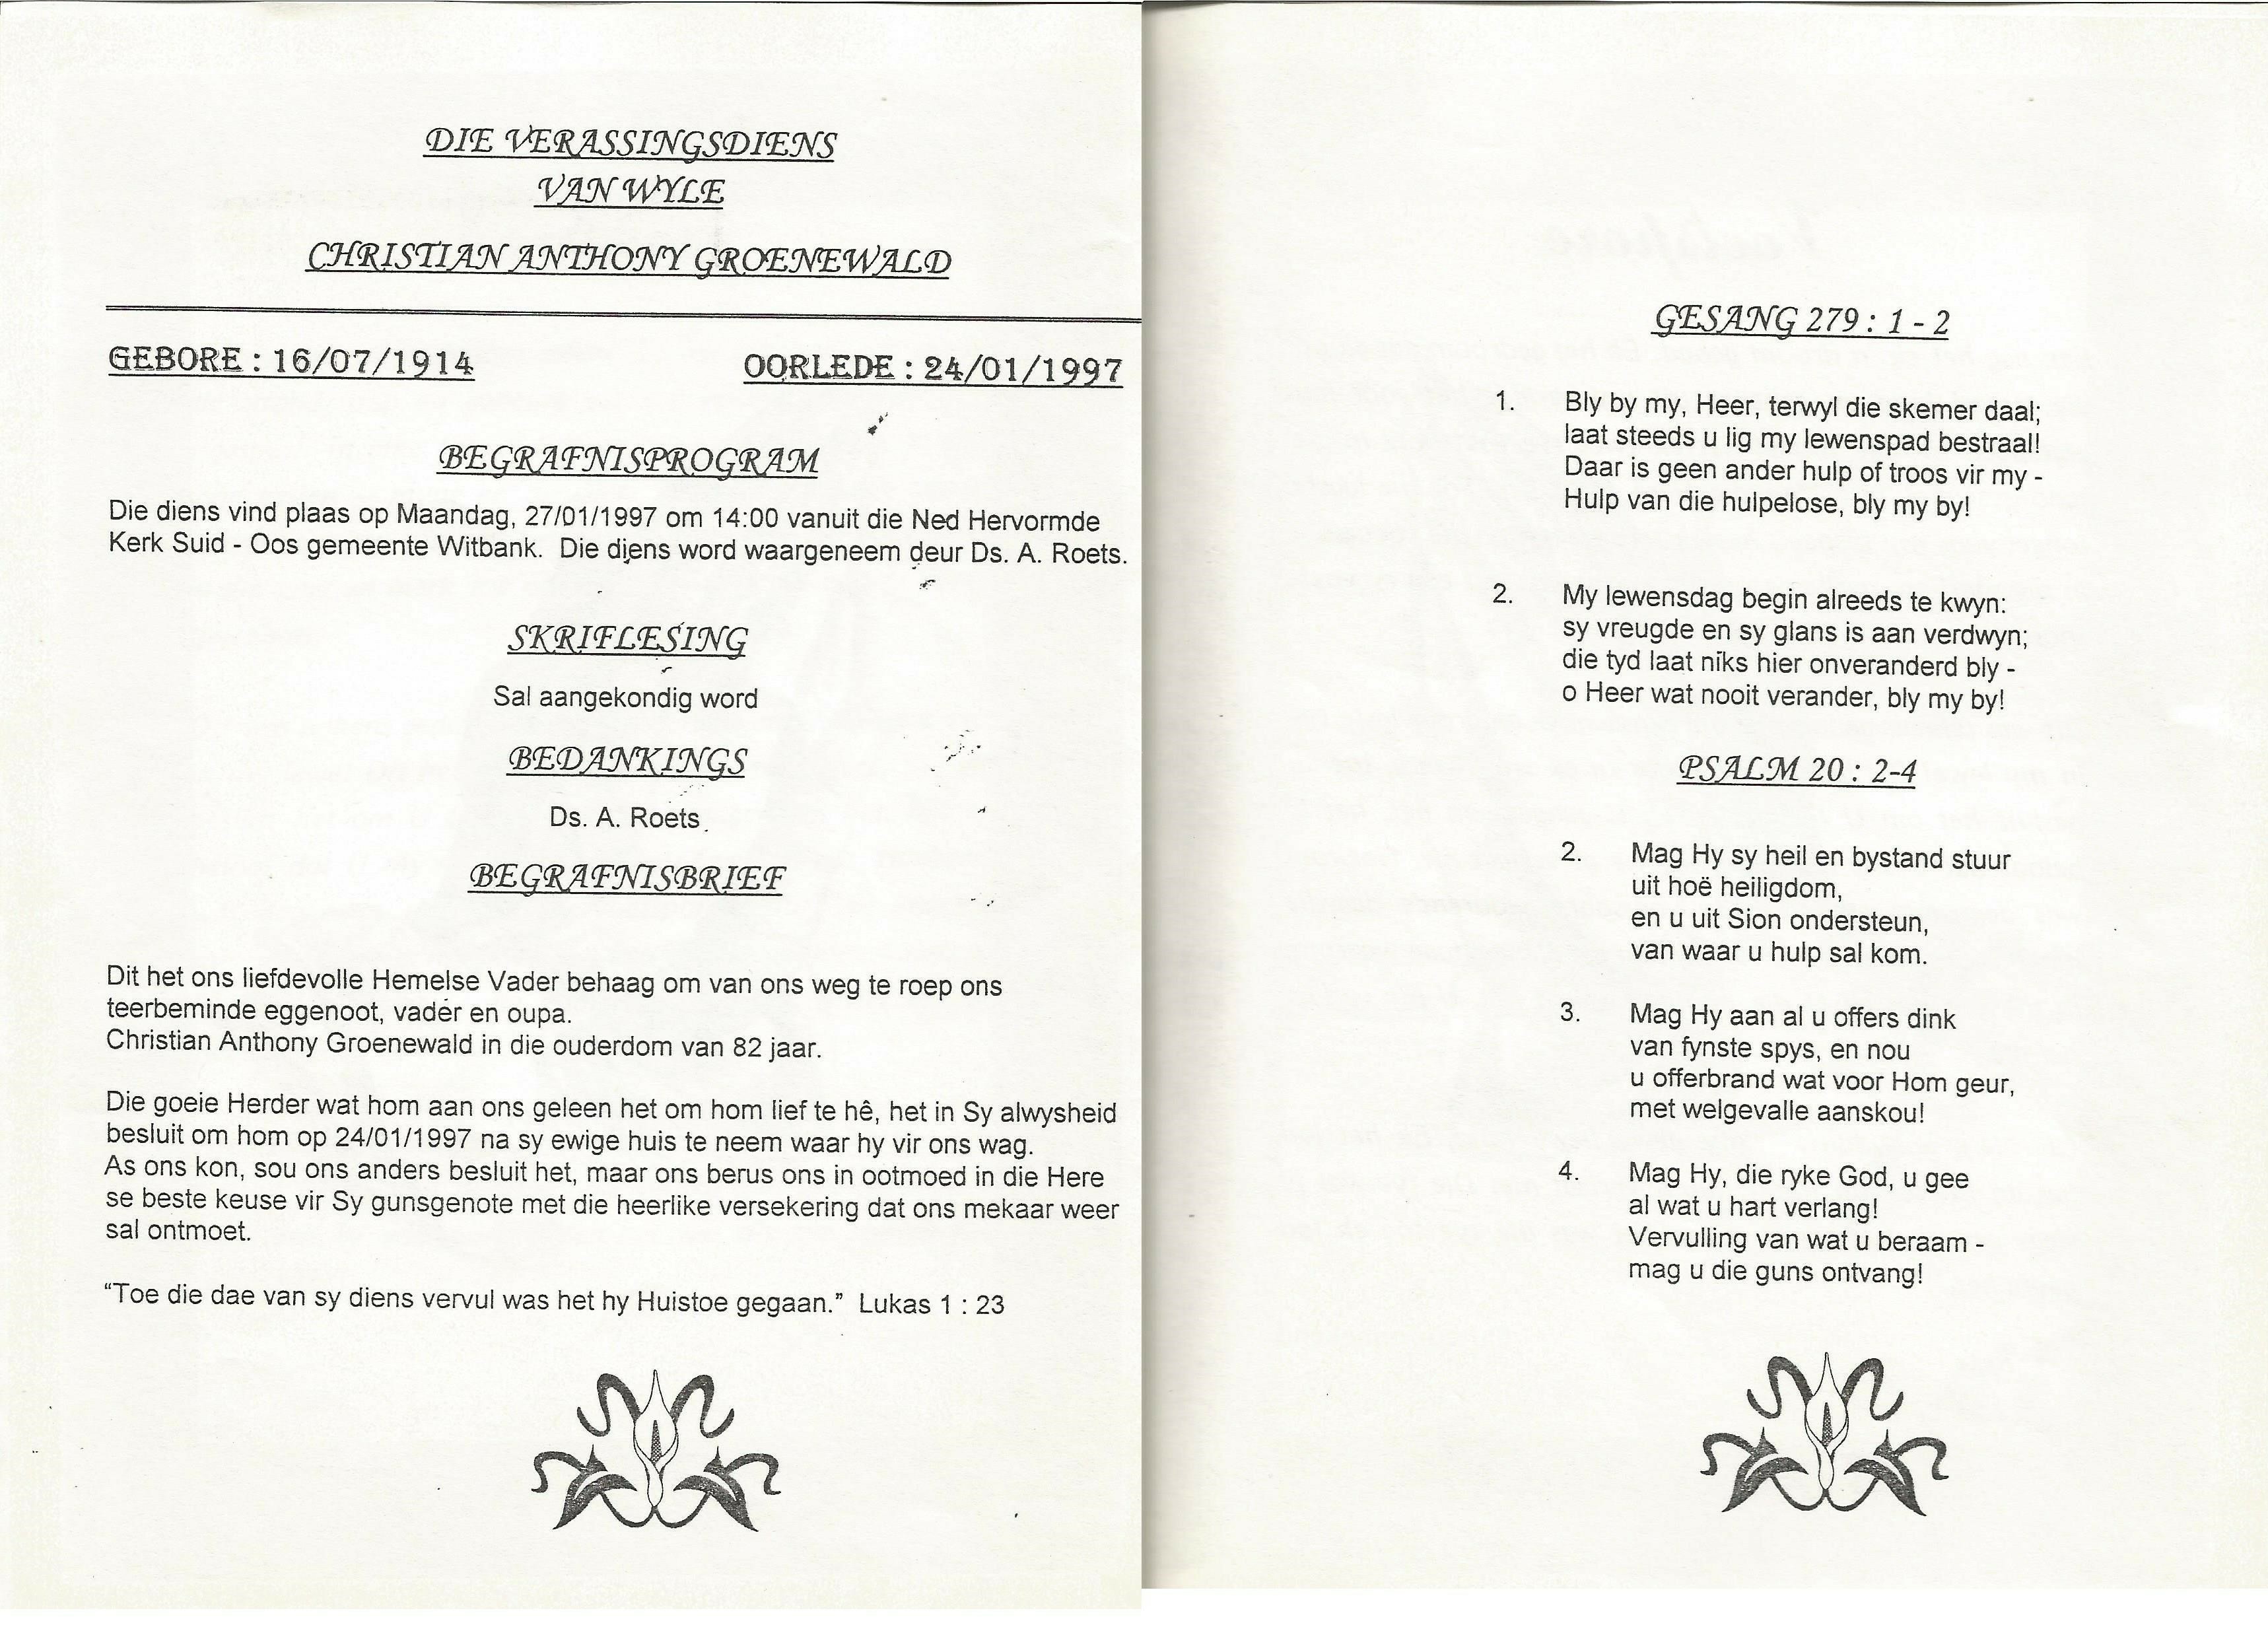 DIE VERASSINGSDIENS
VAN WYLE
CHRISTIAN ANTHONY GROENEWALD
GEBORE : 16/07/1914
OORLEDE : 24/01/1997
BEGRAFNISPROGRAM
Die diens vind plaas op Maandag, 27/01/1997 om 14:00 vanuit die Ned Hervormde
Kerk Suid - Oos gemeente Witbank.  Die diens word waargeneem deur Ds. A. Roets.
SKRIFLESING
Sal aangekondig word
BEDANKINGS
Ds. A. Roets
BEGRAFNISBRIEF
Dit het ons liefdevolle Hemelse Vader behaag om van ons weg te roep ons
teerbeminde eggenoot, vader en oupa.
Christian Anthony Groenewald in die ouderdom van 82 jaar.
Die goeie Herder wat hom aan ons geleen het om hom lief te hê, het in Sy alwysheid
besluit om hom op 24/01/1997 na sy ewige huis te neem waar hy vir ons wag.
As ons kon, sou ons anders besluit het, maar ons berus ons in ootmoed in die Here
se beste keuse vir Sy gunsgenote met die heerlike versekering dat ons mekaar weer
sal ontmoet.
“Toe die dae van sy diens vervul was het hy Huistoe gegaan.”  Lukas 1 : 23
GESANG 279 : 1 - 2
1. Bly by my, Heer, terwyl die skemer daal;
laat steeds u lig my lewenspad bestraal!
Daar is geen ander hulp of troos vir my -
Hulp van die hulpelose, bly my by!
2. My lewensdag begin alreeds te kwyn:
sy vreugde en sy glans is aan verdwyn;
die tyd laat niks hier onveranderd bly -
o Heer wat nooit verander, bly my by!
PSALM 20 : 2-4
2. Mag Hy sy heil en bystand stuur
uit hoë heiligdom,
en u uit Sion ondersteun,
van waar u hulp sal kom.
3. Mag Hy aan al u offers dink
van fynste spys, en nou
u offerbrand wat voor Hom geur,
met welgevalle aanskou!
4. Mag Hy, die ryke God, u gee
al wat u hart verlang!
Vervulling van wat u beraam -
mag u die guns ontvang!